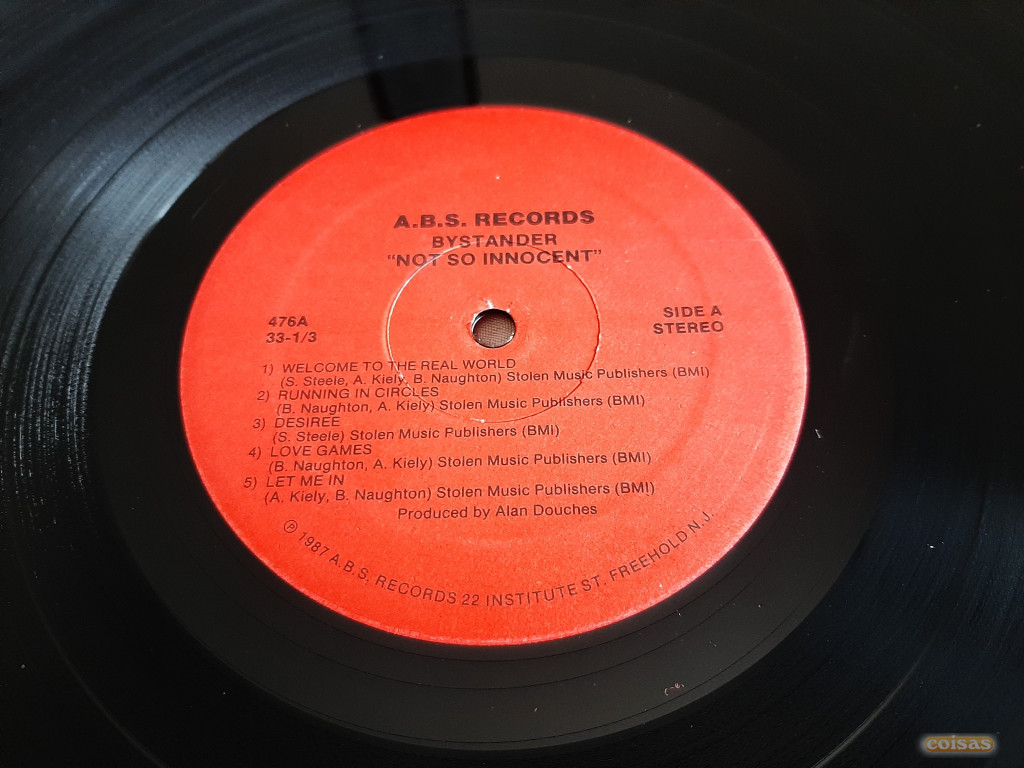 A.B.S. RECORDS
BYSTANDER
"NOT SO INNOCENT"
476A
33-1/3
SIDE A
STEREO
1) WELCOME TO THE REAL WORLD
(S. Steele, A. Kiely, B. Naughton) Stolen Music Publishers (BMI)
2) RUNNING IN CIRCLES
(B. Naughton, A. Kiely) Stolen Music Publishers (BMI)
3) DESIREE
(S. Steele) Stolen Music Publishers (BMI)
4) LOVE GAMES
(B. Naughton, A. Kiely) Stolen Music Publishers (BMI)
5) LET ME IN
(A. Kiely, B. Naughton) Stolen Music Publishers (BMI)
Produced by Alan Douches
Ⓟ 1987 A.B.S. RECORDS 22 INSTITUTE ST. FREEHOLD N.J.
coisas